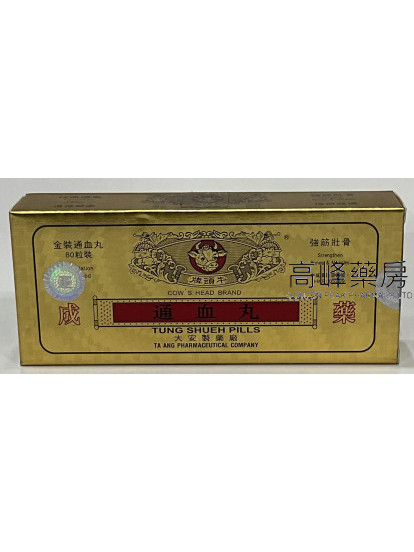 金裝通血丸
80粒裝
強筋壯骨
Strengthen
牌頭牛
®
COW'S HEAD BRAND
高峰藥房
成
通血丸
藥
TUNG SHUEH PILLS
大安製藥廠
TA ANG PHARMACEUTICAL COMPANY